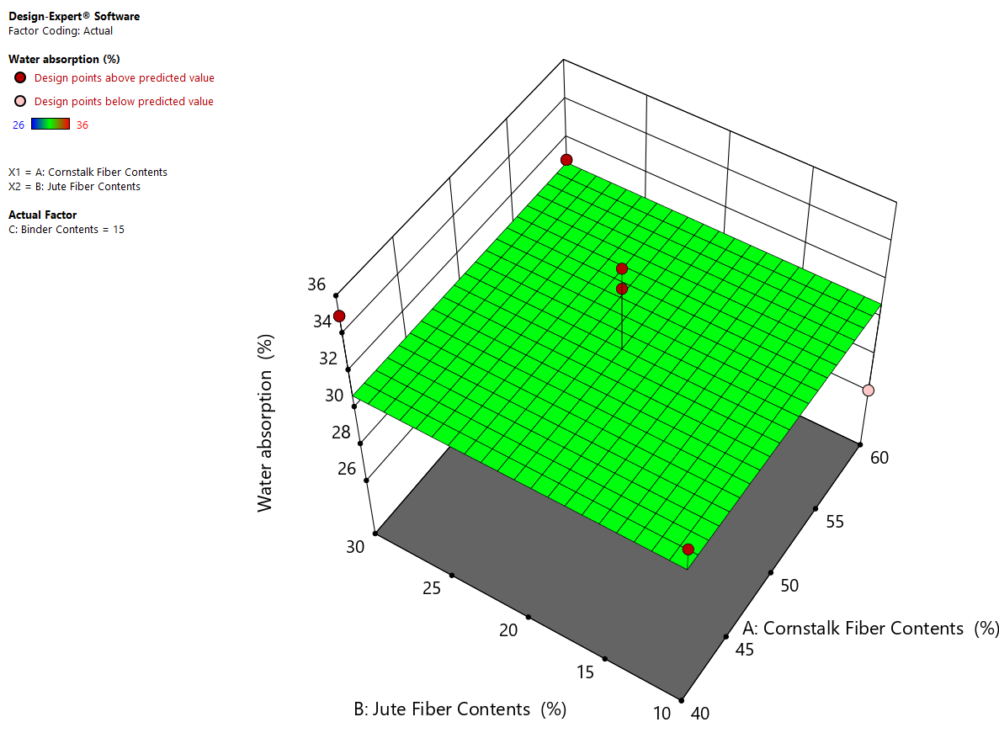 Design-Expert® Software
Factor Coding: Actual
Water absorption (%)
Design points above predicted value
Design points below predicted value
26 36
X1 = A: Cornstalk Fiber Contents
X2 = B: Jute Fiber Contents
Actual Factor
C: Binder Contents = 15
36
34
32
30
28
26
Water absorption (%)
30
25
20
15
10
B: Jute Fiber Contents (%)
40
45
50
55
60
A: Cornstalk Fiber Contents (%)